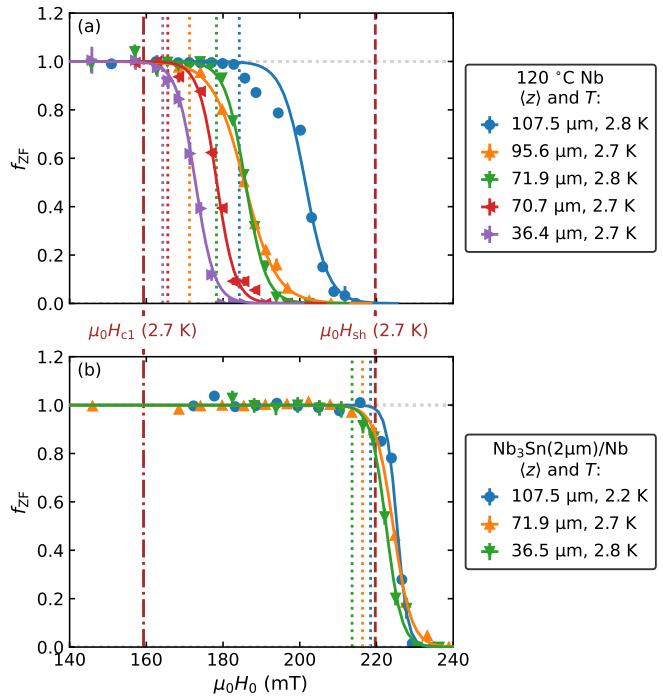 (a)
1.2
1.0
0.8
0.6
0.4
0.2
0.0
f_ZF
120 °C Nb
⟨z⟩ and T:
107.5 μm, 2.8 K
95.6 μm, 2.7 K
71.9 μm, 2.8 K
70.7 μm, 2.7 K
36.4 μm, 2.7 K
μ₀H_c1 (2.7 K) μ₀H_sh (2.7 K)
(b)
1.2
1.0
0.8
0.6
0.4
0.2
0.0
f_ZF
Nb₃Sn(2μm)/Nb
⟨z⟩ and T:
107.5 μm, 2.2 K
71.9 μm, 2.7 K
36.5 μm, 2.8 K
140 160 180 200 220 240
μ₀H₀ (mT)